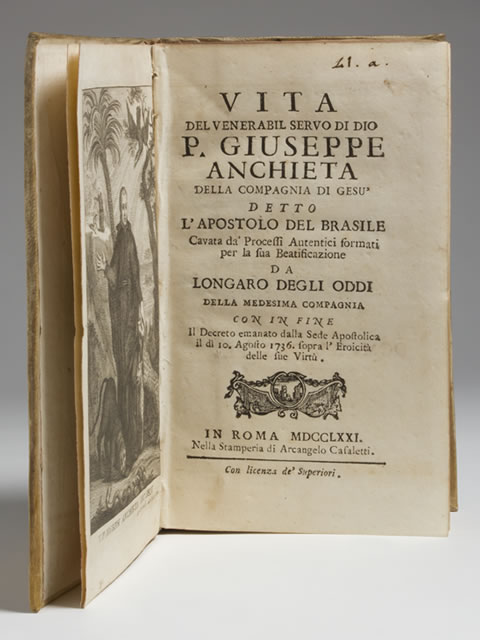 Ll. a.
VITA
DEL VENERABIL SERVO DI DIO
P. GIUSEPPE
ANCHIETA
DELLA COMPAGNIA DI GESU'
DETTO
L'APOSTOLO DEL BRASILE
Cavata da' Processi Autentici formati
per la sua Beatificazione
DA
LONGARO DEGLI ODDI
DELLA MEDESIMA COMPAGNIA
CON IN FINE
Il Decreto emanato dalla Sede Apostolica
il dì 10. Agosto 1736. sopra l'Eroicità
delle sue Virtù.
IN ROMA MDCCLXXI.
Nella Stamperia di Arcangelo Casaletti.
Con licenza de' Superiori.